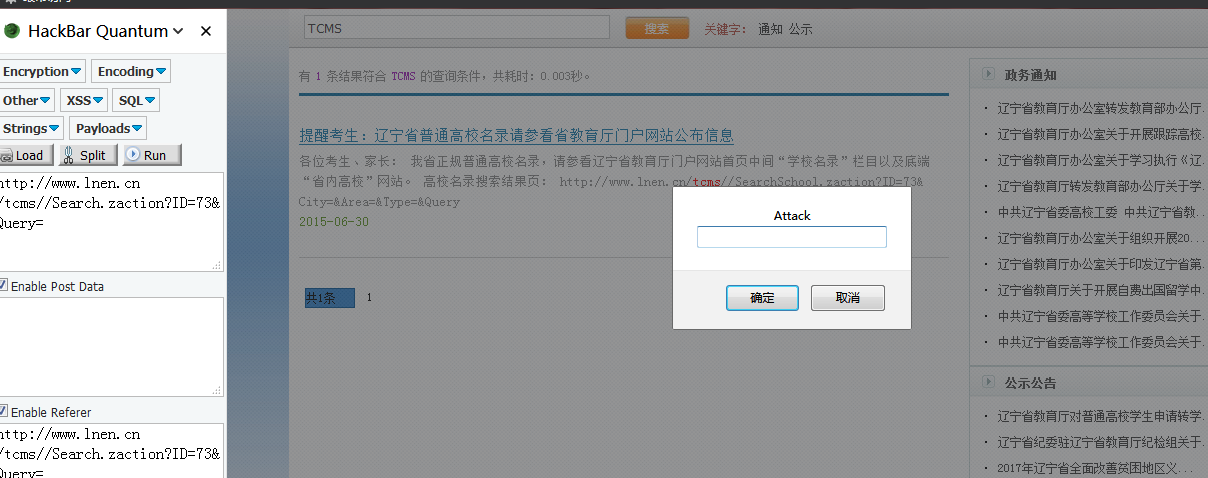 HackBar Quantum
Encryption
Encoding
Other
XSS
SQL
Strings
Payloads
Load
Split
Run
http://www.lnen.cn
/tcms//Search.zaction?ID=73&
Query=
Enable Post Data
Enable Referer
http://www.lnen.cn
/tcms//Search.zaction?ID=73&
Query=
TCMS
搜索
关键字: 通知 公示
有 1 条结果符合 TCMS 的查询条件，共耗时: 0.003秒。
提醒考生：辽宁省普通高校名录请参看省教育厅门户网站公布信息
各位考生、家长： 我省正规普通高校名录，请参看辽宁省教育厅门户网站首页中间“学校名录”栏目以及底端
“省内高校”网站。 高校名录搜索结果页： http://www.lnen.cn/tcms//SearchSchool.zaction?ID=73&
City=&Area=&Type=&Query
2015-06-30
共1条
1
Attack
确定
取消
政务通知
· 辽宁省教育厅办公室转发教育部办公厅.
· 辽宁省教育厅办公室关于开展跟踪高校.
· 辽宁省教育厅办公室关于学习执行《辽.
· 辽宁省教育厅转发教育部办公厅关于学.
· 中共辽宁省委高校工委 中共辽宁省教..
· 辽宁省教育厅办公室关于组织开展20...
· 辽宁省教育厅办公室关于印发辽宁省第.
· 辽宁省教育厅关于开展自费出国留学中.
· 中共辽宁省委高等学校工作委员会关于.
· 中共辽宁省委高等学校工作委员会关于.
公示公告
· 辽宁省教育厅对普通高校学生申请转学.
· 辽宁省纪委驻辽宁省教育厅纪检组关于.
· 2017年辽宁省全面改善贫困地区义...